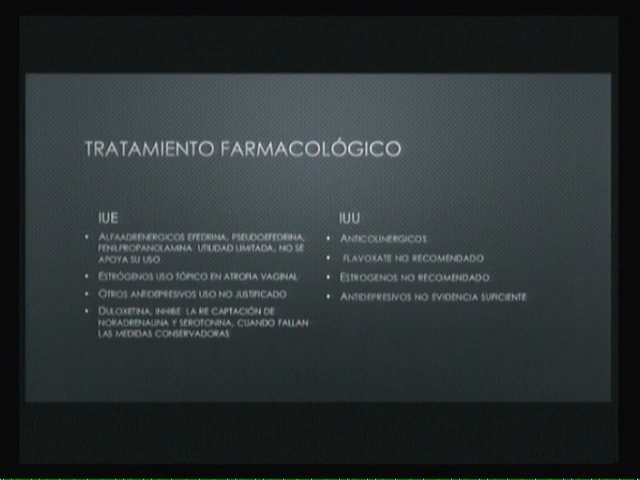 TRATAMIENTO FARMACOLÓGICO
IUE
• ALFAADRENERGICOS EFEDRINA, PSEUDOEFEDRINA,
FENILPROPANOLAMINA UTILIDAD LIMITADA, NO SE
APOYA SU USO
• ESTRÓGENOS USO TÓPICO EN ATROFIA VAGINAL
• OTROS ANTIDEPRESIVOS USO NO JUSTIFICADO
• DULOXETINA, INHIBE LA RE CAPTACIÓN DE
NORADRENALINA Y SEROTONINA, CUANDO FALLAN
LAS MEDIDAS CONSERVADORAS
IUU
• ANTICOLINERGICOS
• FLAVOXATE NO RECOMENDADO
• ESTROGENOS NO RECOMENDADO
• ANTIDEPRESIVOS NO EVIDENCIA SUFICIENTE